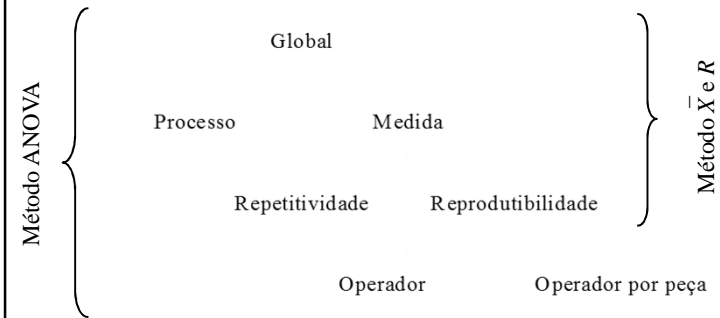 Método ANOVA
Global
Processo Medida
Repetitividade Reprodutibilidade
Operador Operador por peça
Método X̄ e R